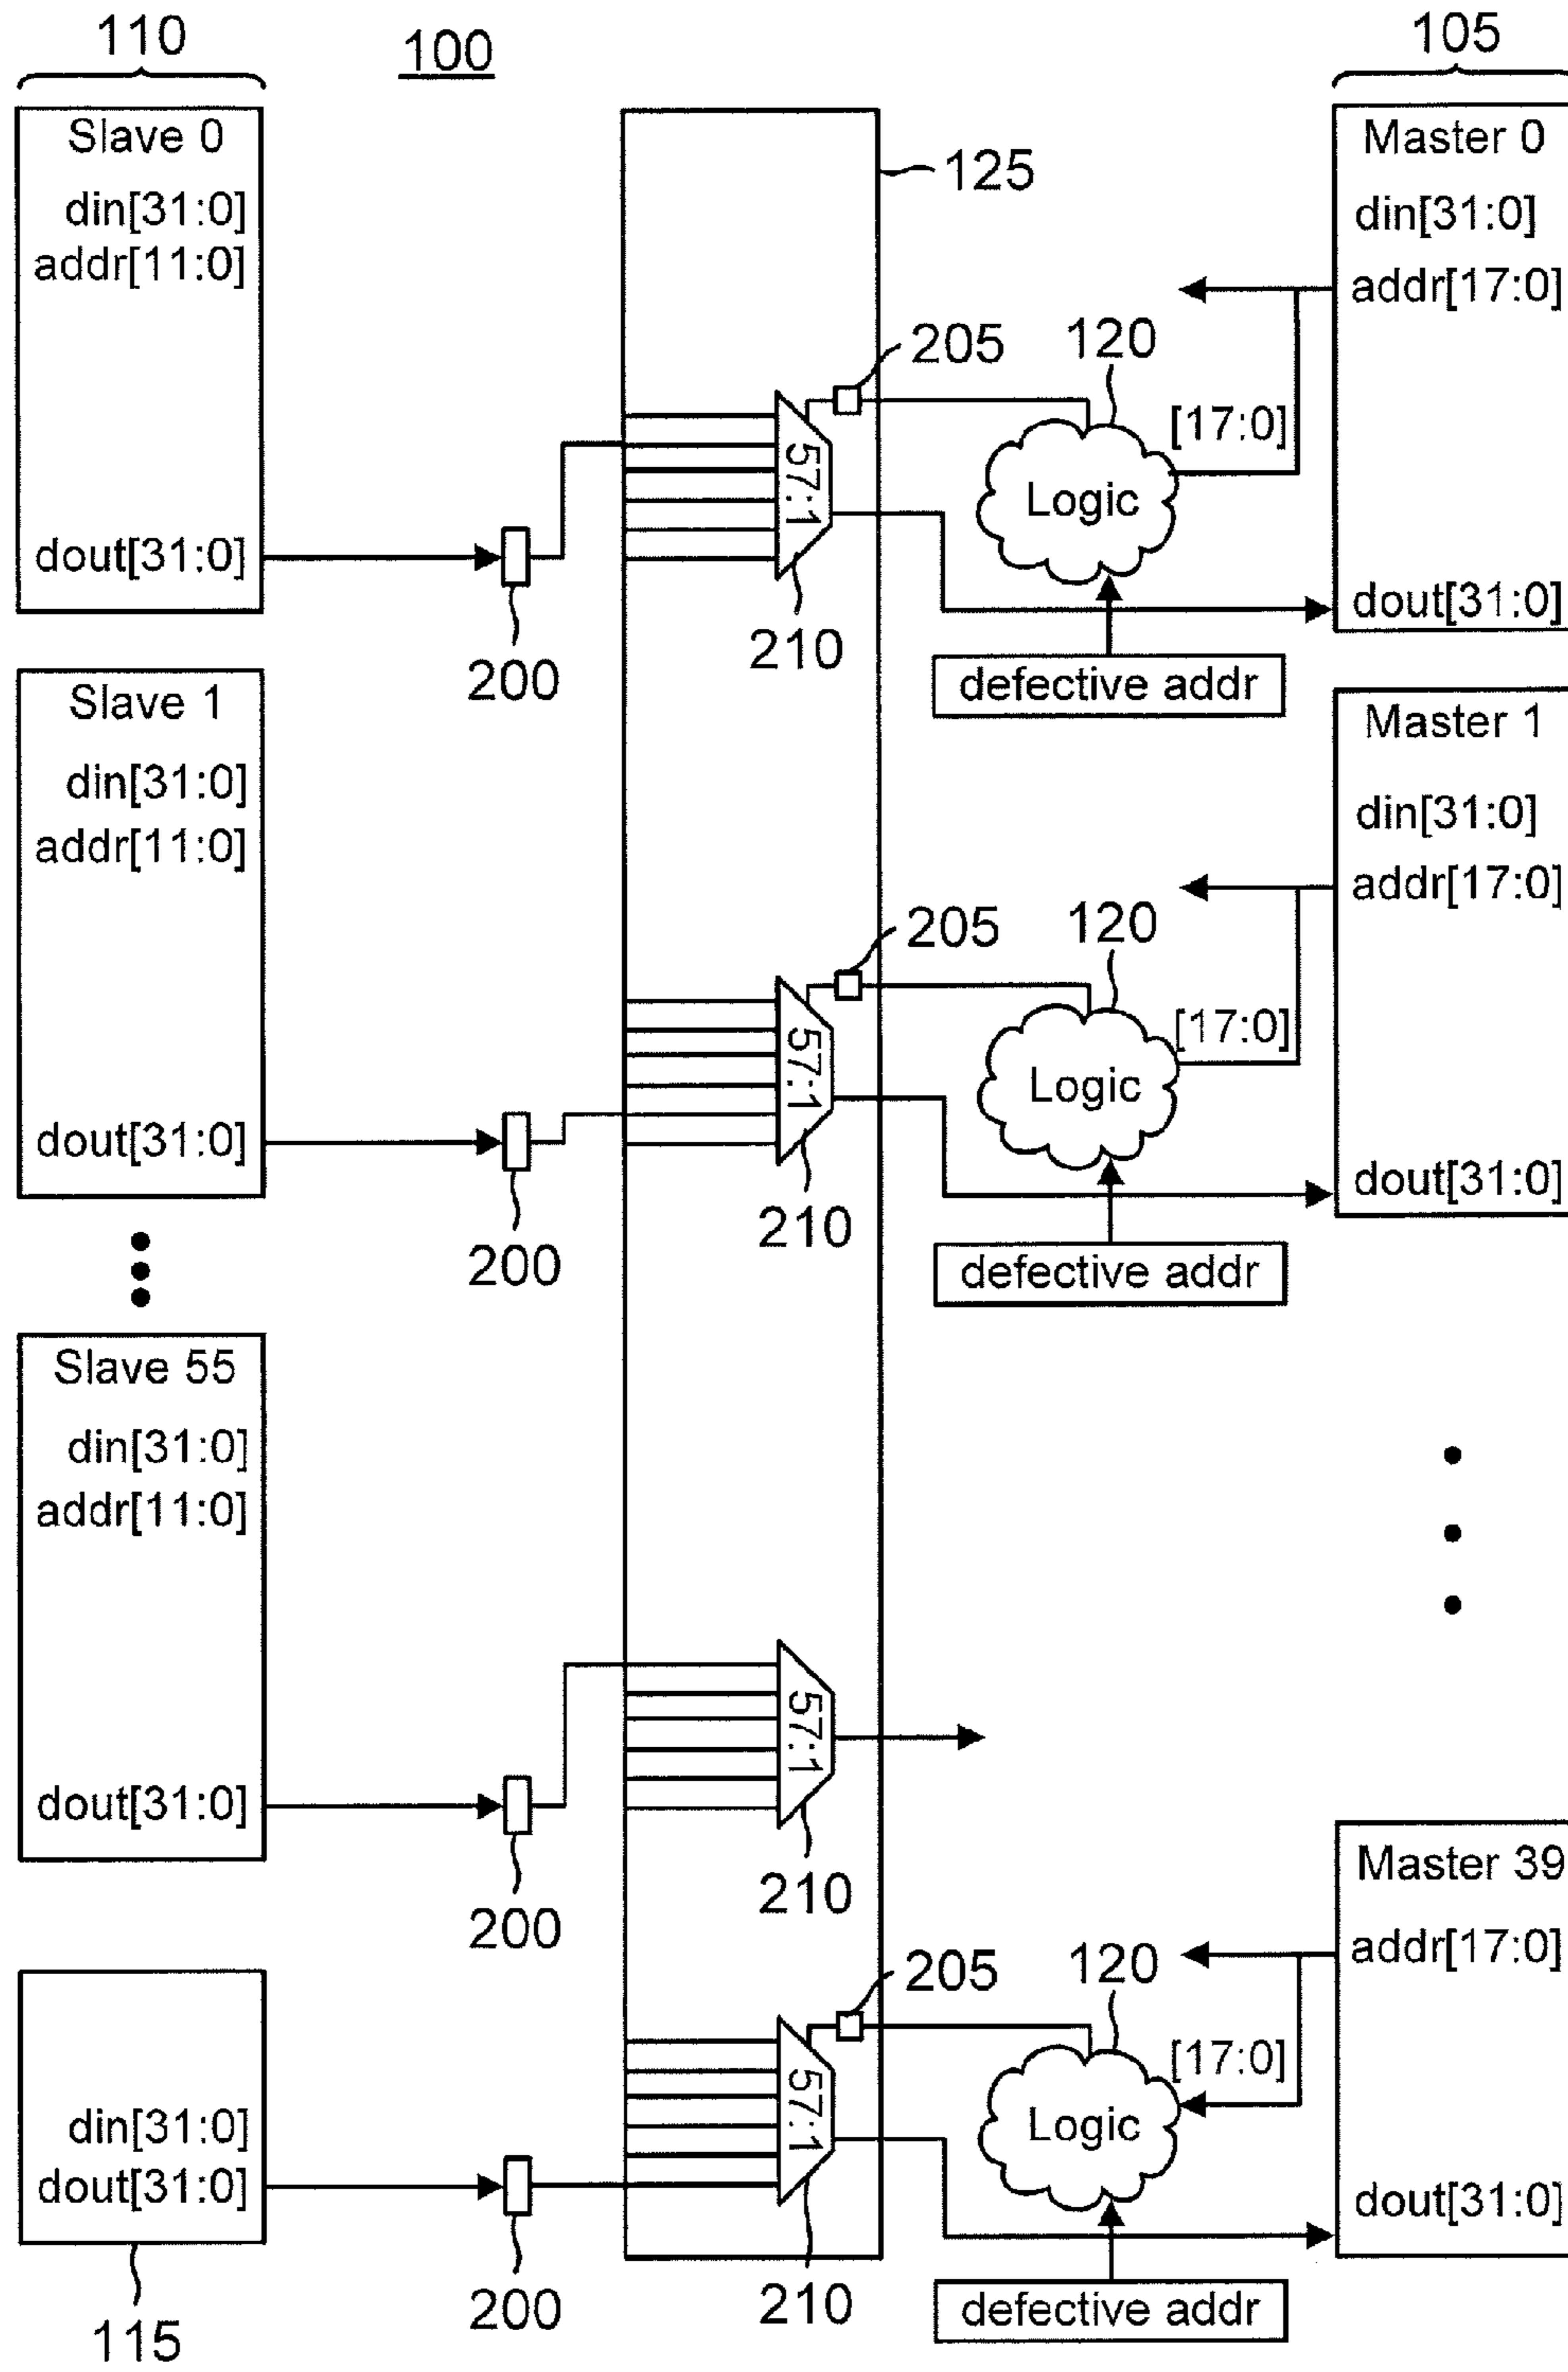 110
100
105
Slave 0
din[31:0]
addr[11:0]
dout[31:0]
200
125
205
57:1
210
120
Logic
[17:0]
defective addr
Master 0
din[31:0]
addr[17:0]
dout[31:0]
Slave 1
din[31:0]
addr[11:0]
dout[31:0]
200
205
57:1
210
120
Logic
[17:0]
defective addr
Master 1
din[31:0]
addr[17:0]
dout[31:0]
Slave 55
din[31:0]
addr[11:0]
dout[31:0]
200
57:1
210
din[31:0]
dout[31:0]
115
200
205
57:1
210
120
Logic
[17:0]
defective addr
Master 39
addr[17:0]
dout[31:0]